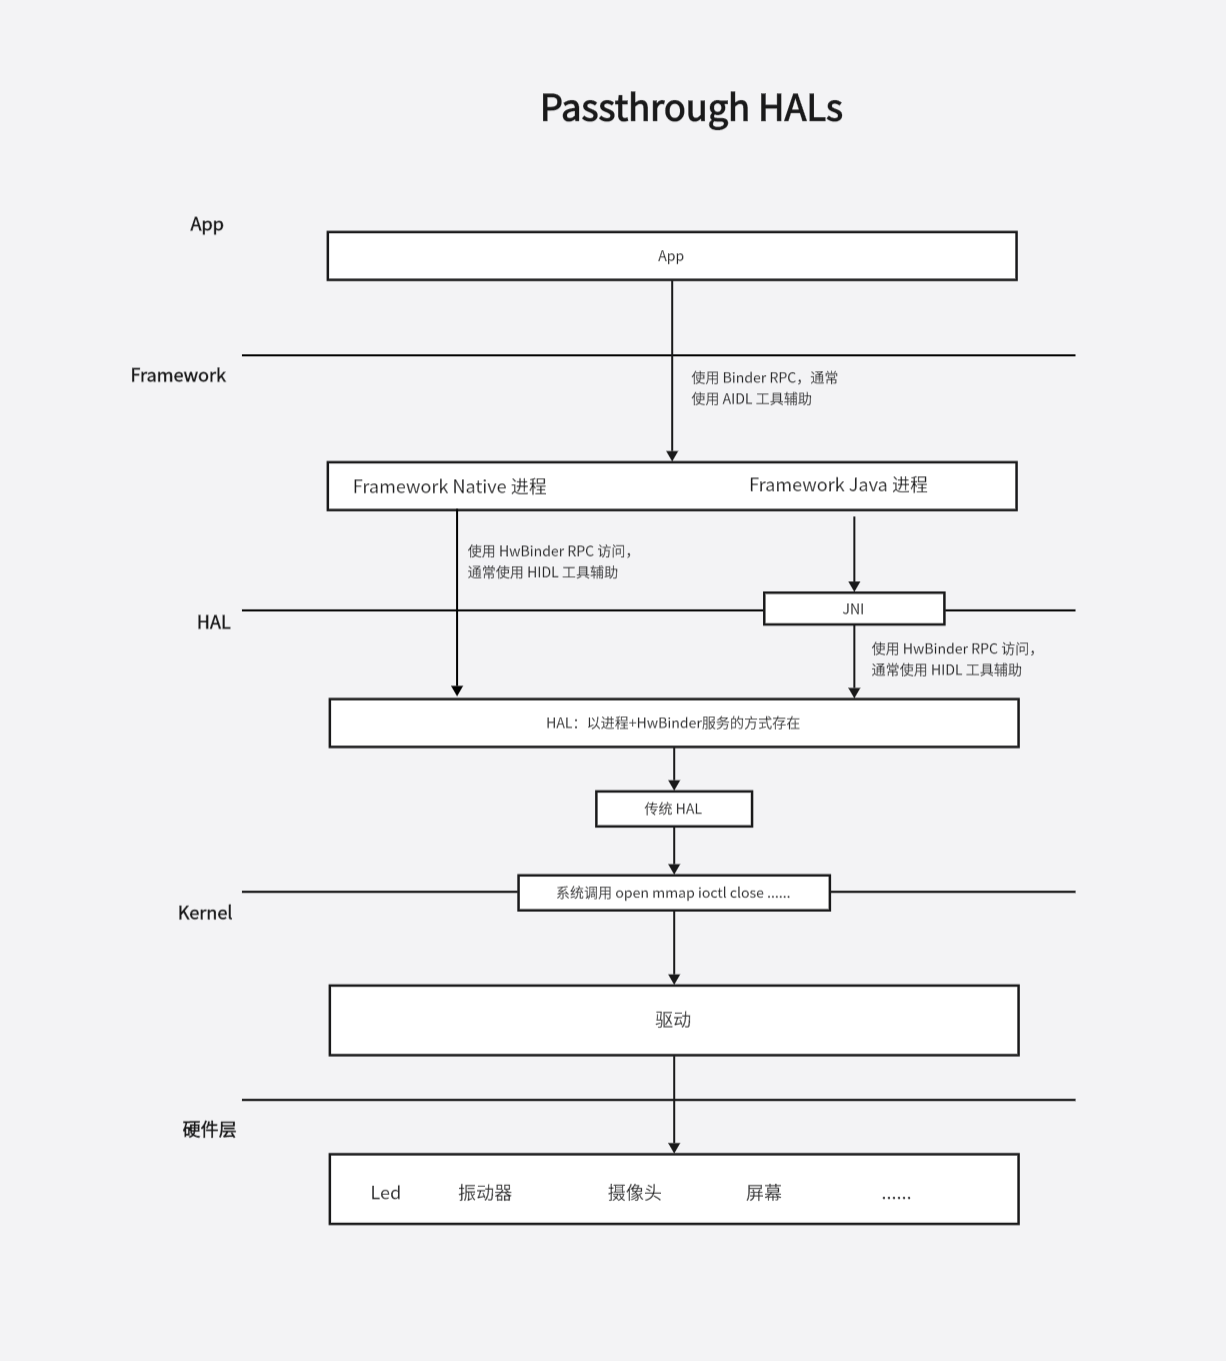 Passthrough HALs
App
App
Framework
使用 Binder RPC，通常
使用 AIDL 工具辅助
Framework Native 进程
Framework Java 进程
使用 HwBinder RPC 访问，
通常使用 HIDL 工具辅助
HAL
JNI
使用 HwBinder RPC 访问，
通常使用 HIDL 工具辅助
HAL：以进程+HwBinder服务的方式存在
传统 HAL
系统调用 open mmap ioctl close ......
Kernel
驱动
硬件层
Led 振动器 摄像头 屏幕 ......